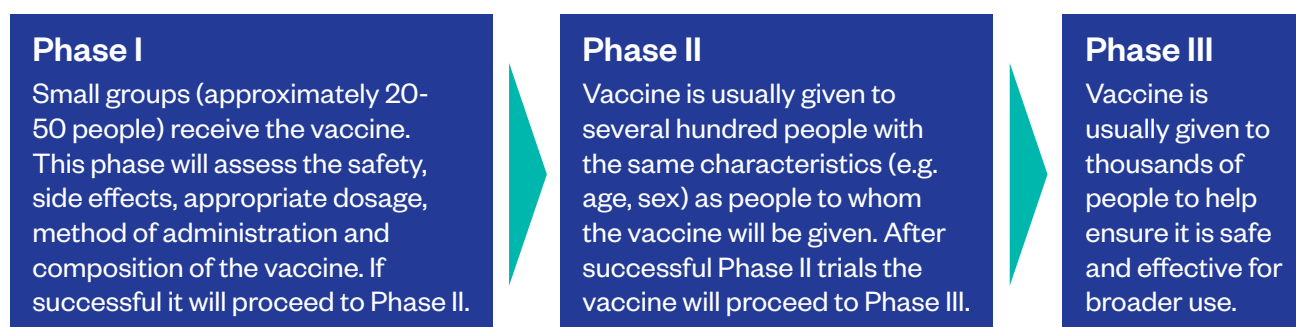 Phase I
Small groups (approximately 20-
50 people) receive the vaccine.
This phase will assess the safety,
side effects, appropriate dosage,
method of administration and
composition of the vaccine. If
successful it will proceed to Phase II.
Phase II
Vaccine is usually given to
several hundred people with
the same characteristics (e.g.
age, sex) as people to whom
the vaccine will be given. After
successful Phase II trials the
vaccine will proceed to Phase III.
Phase III
Vaccine is
usually given to
thousands of
people to help
ensure it is safe
and effective for
broader use.